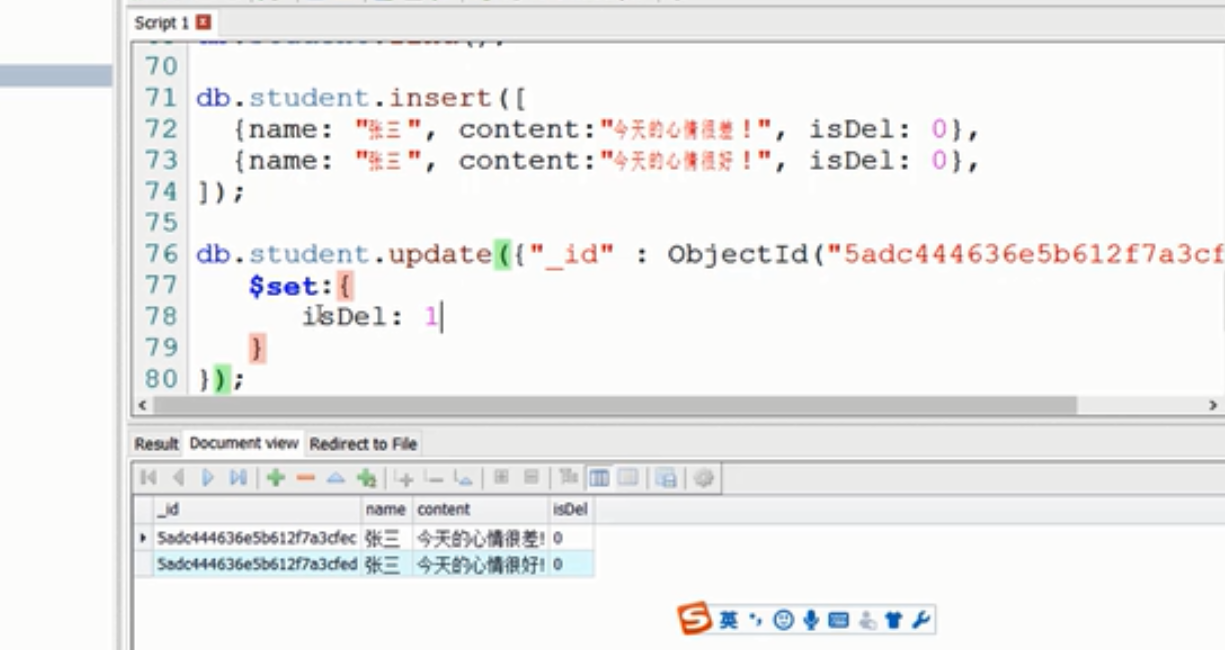 Script 1
70
71 db.student.insert([
72 {name: "张三", content:"今天的心情很差！", isDel: 0},
73 {name: "张三", content:"今天的心情很好！", isDel: 0},
74 ]);
75
76 db.student.update({"_id" : ObjectId("5adc444636e5b612f7a3cf
77 $set:{
78 isDel: 1
79 }
80 });
Result Document view Redirect to File
_id name content isDel
5adc444636e5b612f7a3cfec 张三 今天的心情很差! 0
5adc444636e5b612f7a3cfed 张三 今天的心情很好! 0
英